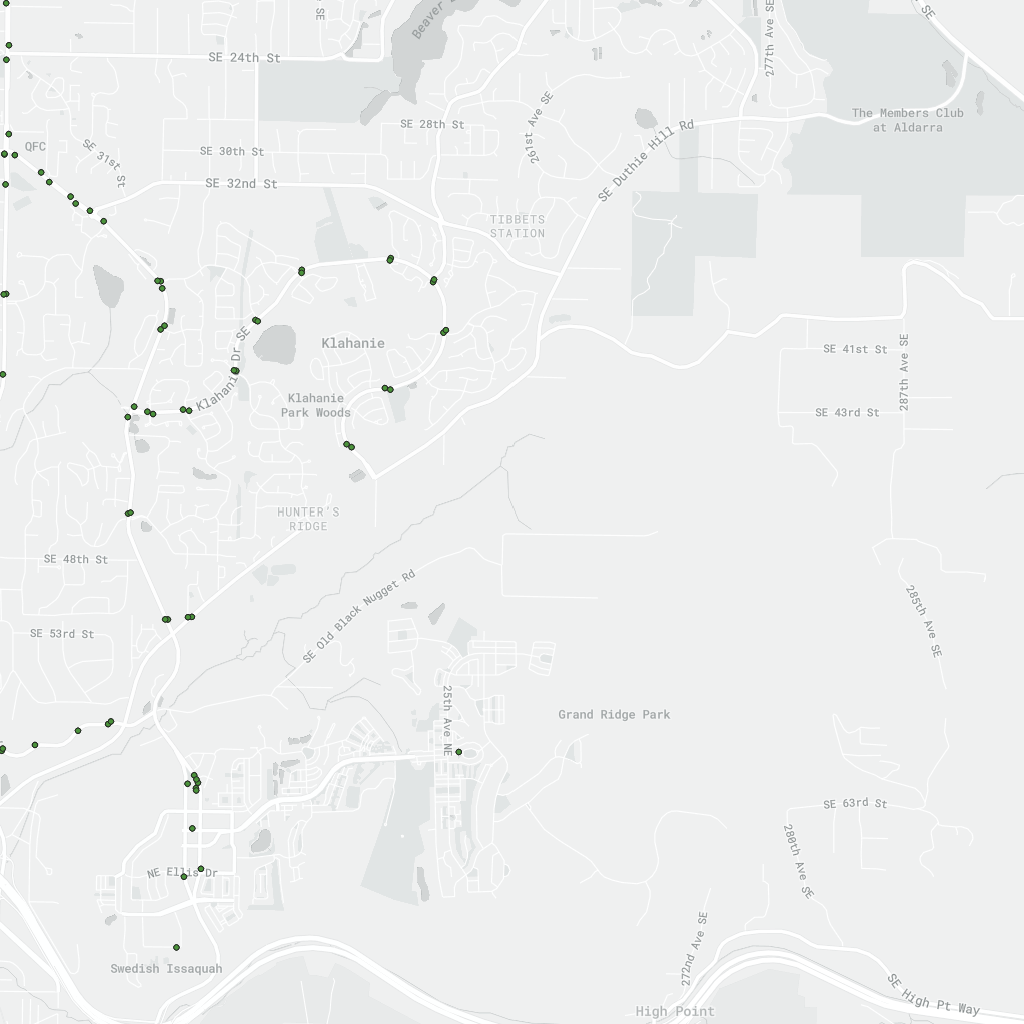 SE
Beaver
SE
277th Ave SE
SE 24th St
261st Ave SE
The Members Club
at Aldarra
SE 28th St
SE Duthie Hill Rd
QFC
SE 31st St
SE 30th St
SE 32nd St
TIBBETS
STATION
Klahanie Dr SE
Klahanie
SE 41st St
287th Ave SE
Klahanie
Park Woods
SE 43rd St
HUNTER'S
RIDGE
SE 48th St
SE Old Black Nugget Rd
285th Ave SE
SE 53rd St
25th Ave NE
Grand Ridge Park
SE 63rd St
280th Ave SE
NE Ellis Dr
272nd Ave SE
Swedish Issaquah
SE High Pt Way
High Point